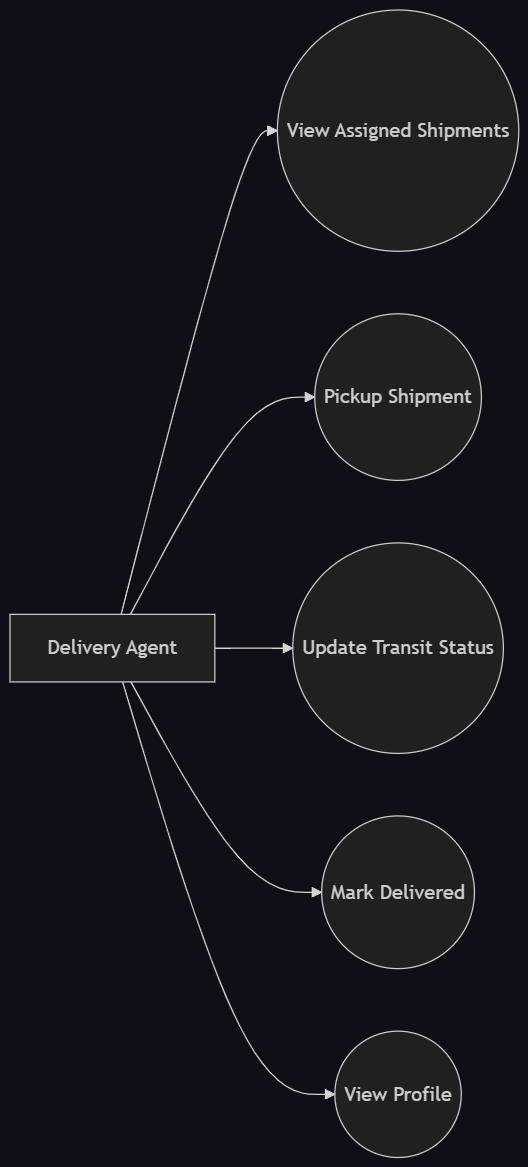 View Assigned Shipments
Pickup Shipment
Delivery Agent
Update Transit Status
Mark Delivered
View Profile